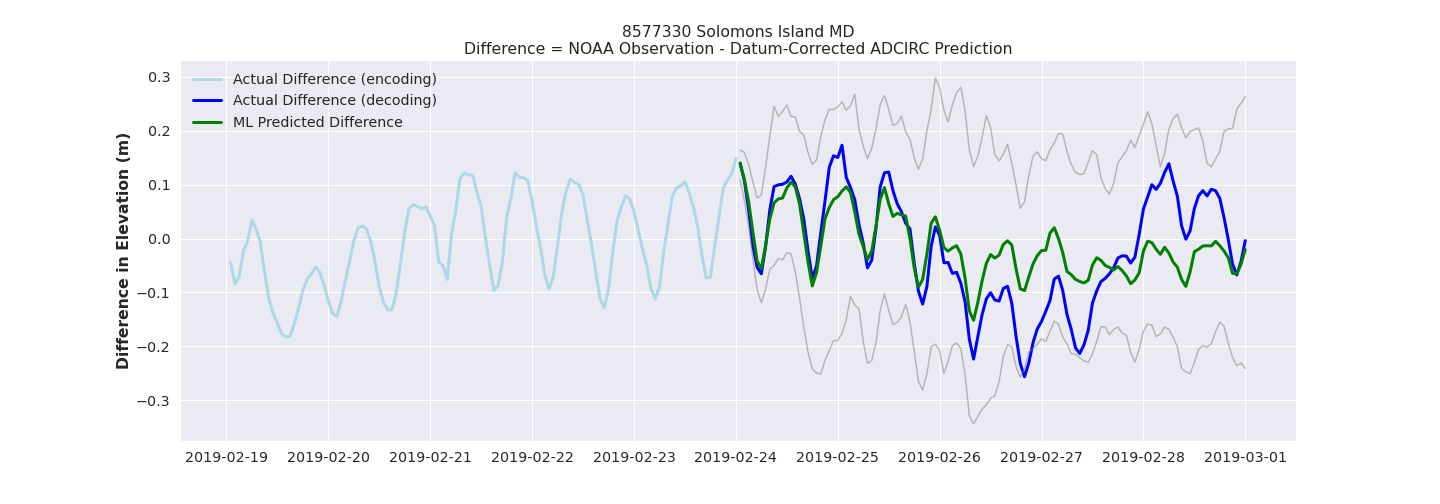 8577330 Solomons Island MD
Difference = NOAA Observation - Datum-Corrected ADCIRC Prediction
Actual Difference (encoding)
Actual Difference (decoding)
ML Predicted Difference
Difference in Elevation (m)
0.3
0.2
0.1
0.0
−0.1
−0.2
−0.3
2019-02-19 2019-02-20 2019-02-21 2019-02-22 2019-02-23 2019-02-24 2019-02-25 2019-02-26 2019-02-27 2019-02-28 2019-03-01